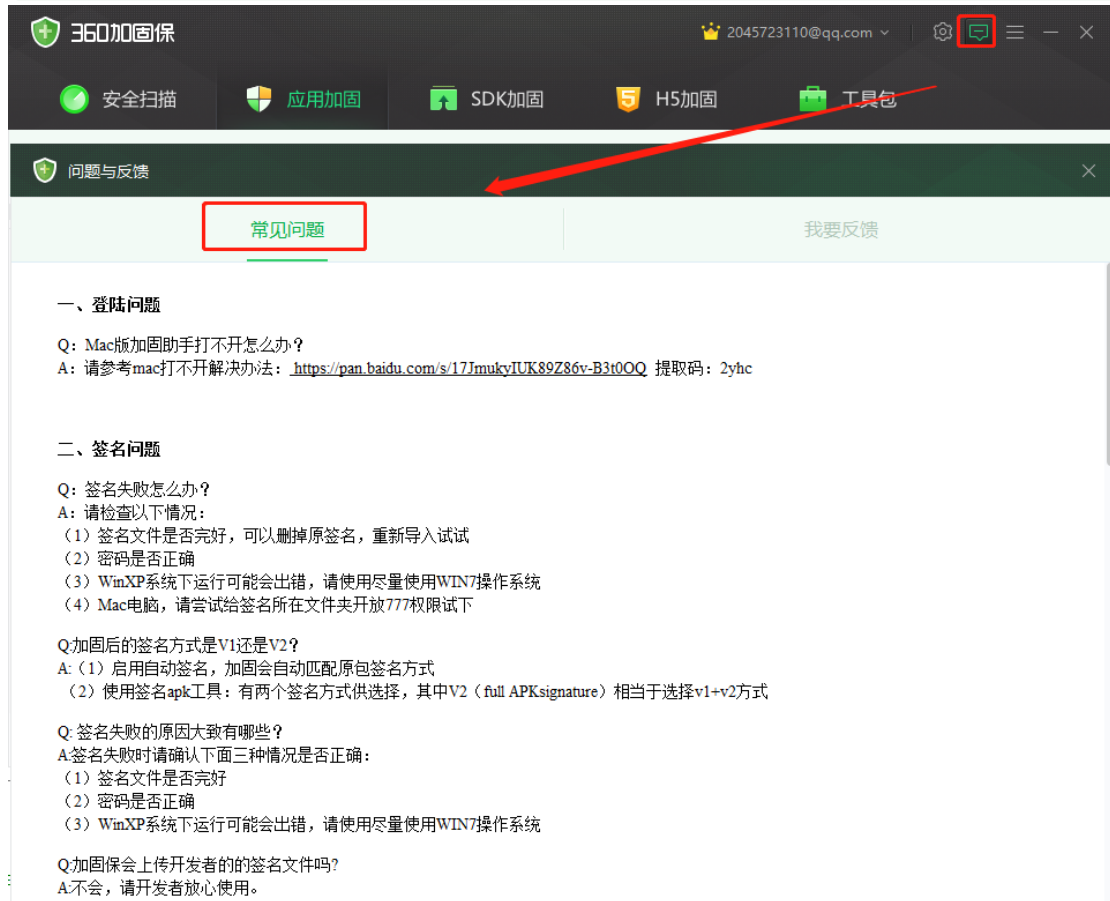 360加固保
2045723110@qq.com
安全扫描
应用加固
SDK加固
5 H5加固
工具包
问题与反馈
常见问题
我要反馈
一、登陆问题
Q：Mac版加固助手打不开怎么办？
A：请参考mac打不开解决办法： https://pan.baidu.com/s/17JmukyIUK89Z86v-B3t0OQ 提取码：2yhc
二、签名问题
Q：签名失败怎么办？
A：请检查以下情况：
（1）签名文件是否完好，可以删掉原签名，重新导入试试
（2）密码是否正确
（3）WinXP系统下运行可能会出错，请使用尽量使用WIN7操作系统
（4）Mac电脑，请尝试给签名所在文件夹开放777权限试下
Q:加固后的签名方式是V1还是V2？
A:（1）启用自动签名，加固会自动匹配原包签名方式
（2）使用签名apk工具：有两个签名方式供选择，其中V2（full APKsignature）相当于选择v1+v2方式
Q: 签名失败的原因大致有哪些？
A:签名失败时请确认下面三种情况是否正确：
（1）签名文件是否完好
（2）密码是否正确
（3）WinXP系统下运行可能会出错，请使用尽量使用WIN7操作系统
Q:加固保会上传开发者的的签名文件吗?
A:不会，请开发者放心使用。